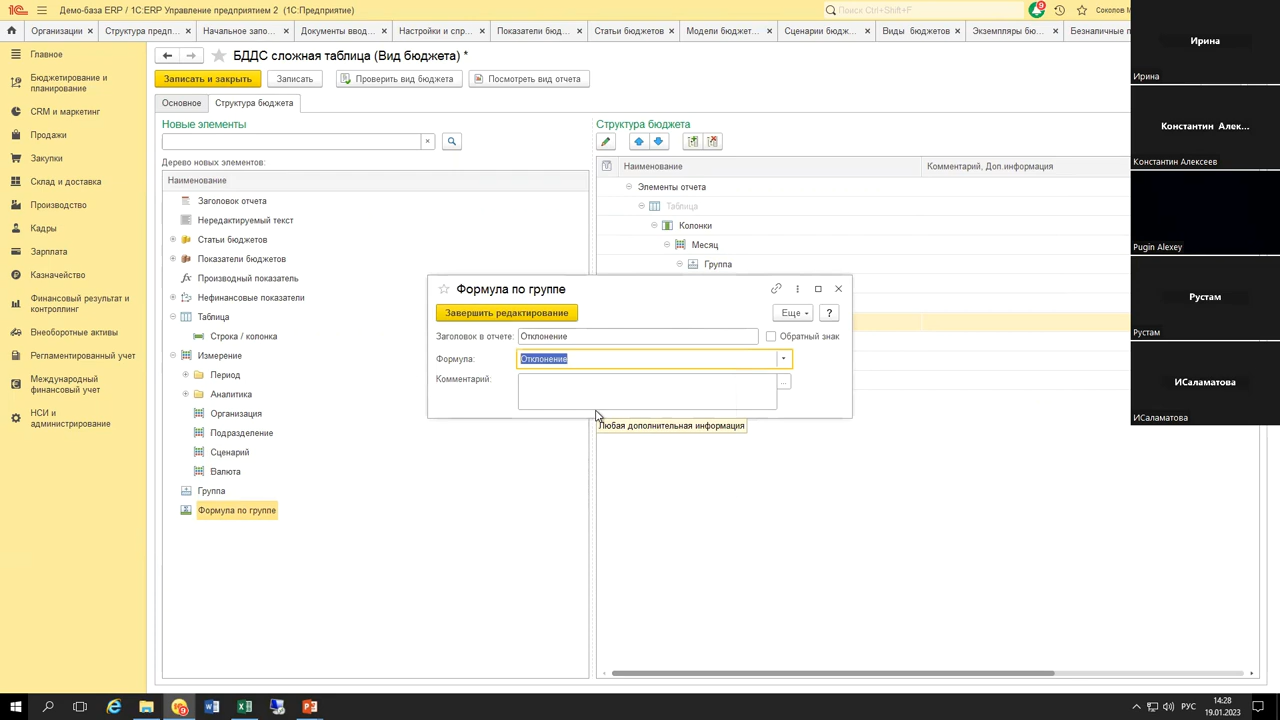 Демо-база ERP / 1С:ERP Управление предприятием 2 (1С:Предприятие)
Поиск Ctrl+Shift+F
9
Соколов М
Организации
Структура предп...
Начальное запо...
Документы ввод...
Настройки и спр...
Показатели бюд...
Статьи бюджетов
Модели бюджет...
Сценарии бюдж...
Виды бюджетов
Экземпляры бю...
Безналичные п
Главное
Бюджетирование и
планирование
CRM и маркетинг
Продажи
Закупки
Склад и доставка
Производство
Кадры
Зарплата
Казначейство
Финансовый результат и
контроллинг
Внеоборотные активы
Регламентированный учет
Международный
финансовый учет
НСИ и
администрирование
БДДС сложная таблица (Вид бюджета) *
Записать и закрыть
Записать
Проверить вид бюджета
Посмотреть вид отчета
Основное
Структура бюджета
Новые элементы
Дерево новых элементов:
Наименование
Заголовок отчета
Нередактируемый текст
Статьи бюджетов
Показатели бюджетов
Производный показатель
Нефинансовые показатели
Таблица
Строка / колонка
Измерение
Период
Аналитика
Организация
Подразделение
Сценарий
Валюта
Группа
Формула по группе
Структура бюджета
Наименование
Комментарий, Доп.информация
Элементы отчета
Таблица
Колонки
Месяц
Группа
Формула по группе
Завершить редактирование
Еще
?
Заголовок в отчете:
Отклонение
Обратный знак
Формула:
Отклонение
Комментарий:
Любая дополнительная информация
Ирина
Ирина
Константин Алек...
Константин Алексеев
Pugin Alexey
Рустам
Рустам
ИСаламатова
ИСаламатова
РУС
14:28
19.01.2023